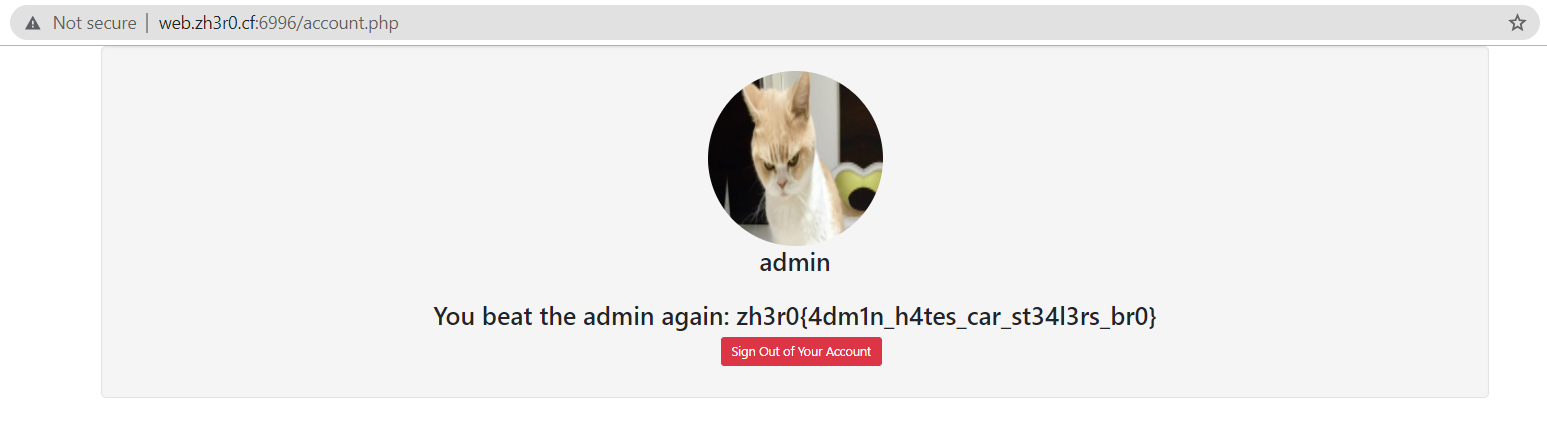 Not secure | web.zh3r0.cf:6996/account.php
admin
You beat the admin again: zh3r0{4dm1n_h4tes_car_st34l3rs_br0}
Sign Out of Your Account